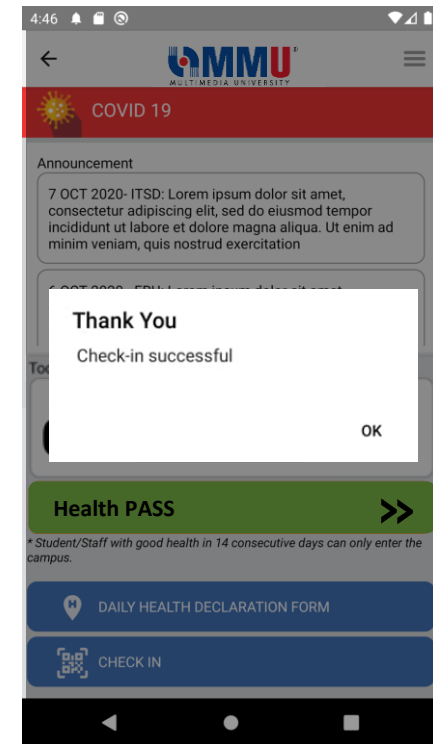 4:46
MMU
MULTIMEDIA UNIVERSITY
COVID 19
Announcement
7 OCT 2020- ITSD: Lorem ipsum dolor sit amet,
consectetur adipiscing elit, sed do eiusmod tempor
incididunt ut labore et dolore magna aliqua. Ut enim ad
minim veniam, quis nostrud exercitation
Thank You
Check-in successful
OK
Health PASS
* Student/Staff with good health in 14 consecutive days can only enter the
campus.
DAILY HEALTH DECLARATION FORM
CHECK IN